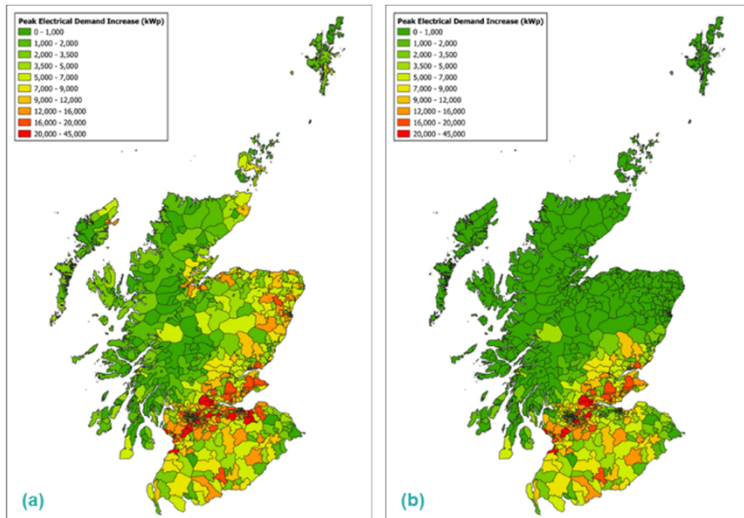 Peak Electrical Demand Increase (kWp)
0 - 1,000
1,000 - 2,000
2,000 - 3,500
3,500 - 5,000
5,000 - 7,000
7,000 - 9,000
9,000 - 12,000
12,000 - 16,000
16,000 - 20,000
20,000 - 45,000
(a)
Peak Electrical Demand Increase (kWp)
0 - 1,000
1,000 - 2,000
2,000 - 3,500
3,500 - 5,000
5,000 - 7,000
7,000 - 9,000
9,000 - 12,000
12,000 - 16,000
16,000 - 20,000
20,000 - 45,000
(b)